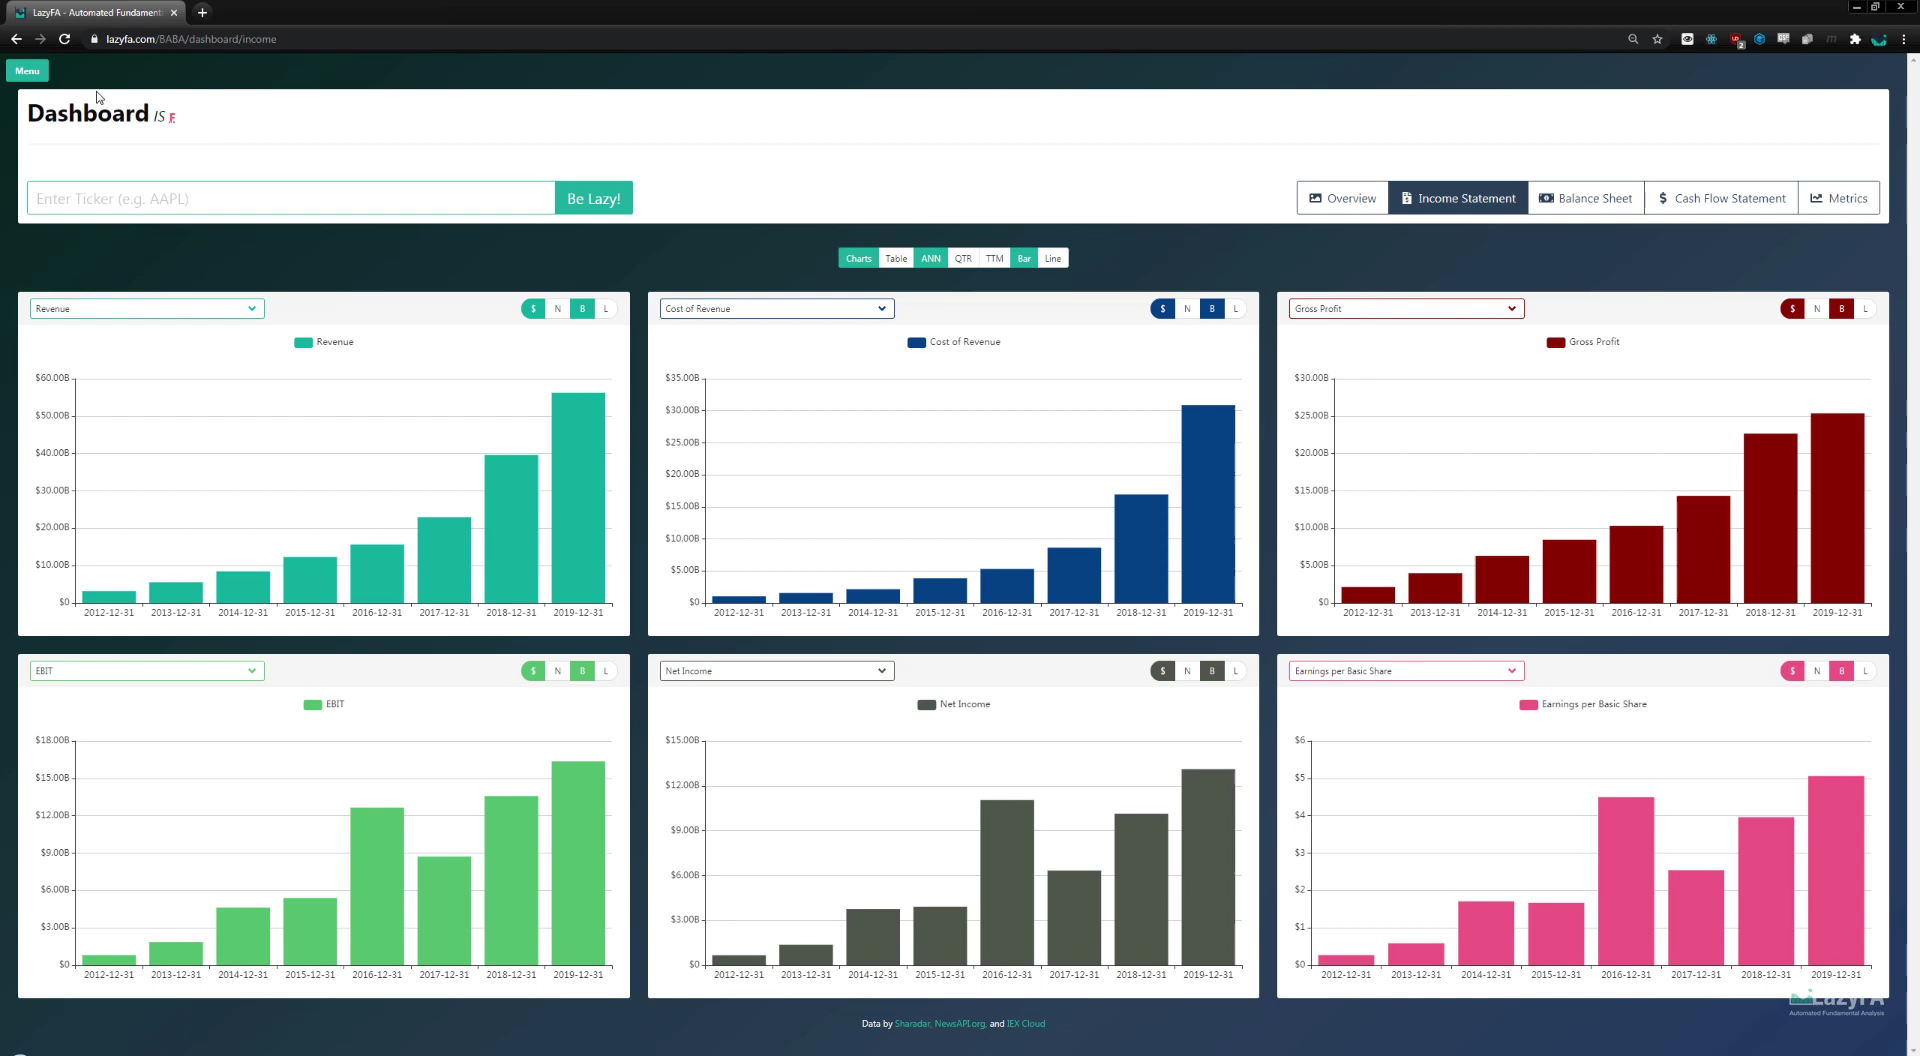 LazyFA - Automated Fundament
lazyfa.com/BABA/dashboard/income
Menu
Dashboard IS F
Enter Ticker (e.g. AAPL)
Be Lazy!
Overview
Income Statement
Balance Sheet
$ Cash Flow Statement
Metrics
Charts Table ANN QTR TTM Bar Line
Revenue
$ N B L
Revenue
$60.00B
$50.00B
$40.00B
$30.00B
$20.00B
$10.00B
$0
2012-12-31 2013-12-31 2014-12-31 2015-12-31 2016-12-31 2017-12-31 2018-12-31 2019-12-31
Cost of Revenue
$ N B L
Cost of Revenue
$35.00B
$30.00B
$25.00B
$20.00B
$15.00B
$10.00B
$5.00B
$0
2012-12-31 2013-12-31 2014-12-31 2015-12-31 2016-12-31 2017-12-31 2018-12-31 2019-12-31
Gross Profit
$ N B L
Gross Profit
$30.00B
$25.00B
$20.00B
$15.00B
$10.00B
$5.00B
$0
2012-12-31 2013-12-31 2014-12-31 2015-12-31 2016-12-31 2017-12-31 2018-12-31 2019-12-31
EBIT
$ N B L
EBIT
$18.00B
$15.00B
$12.00B
$9.00B
$6.00B
$3.00B
$0
2012-12-31 2013-12-31 2014-12-31 2015-12-31 2016-12-31 2017-12-31 2018-12-31 2019-12-31
Net Income
$ N B L
Net Income
$15.00B
$12.00B
$9.00B
$6.00B
$3.00B
$0
2012-12-31 2013-12-31 2014-12-31 2015-12-31 2016-12-31 2017-12-31 2018-12-31 2019-12-31
Earnings per Basic Share
$ N B L
Earnings per Basic Share
$6
$5
$4
$3
$2
$1
$0
2012-12-31 2013-12-31 2014-12-31 2015-12-31 2016-12-31 2017-12-31 2018-12-31 2019-12-31
LazyFA
Automated Fundamental Analysis
Data by Sharadar, NewsAPI.org, and IEX Cloud